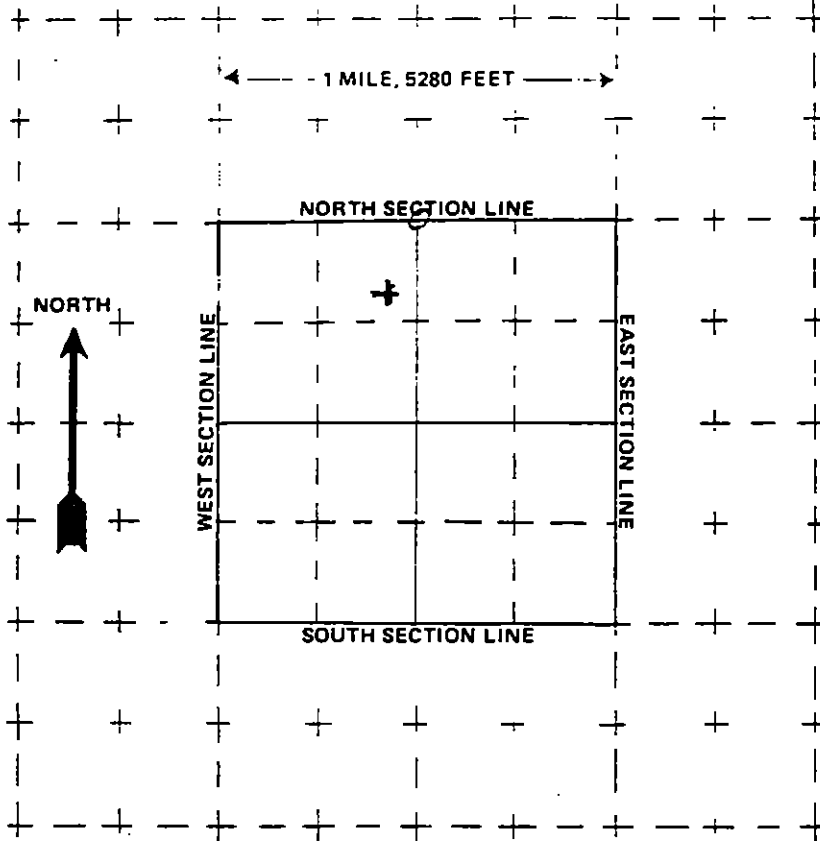 1 MILE, 5280 FEET
NORTH SECTION LINE
NORTH
WEST SECTION LINE
EAST SECTION LINE
SOUTH SECTION LINE